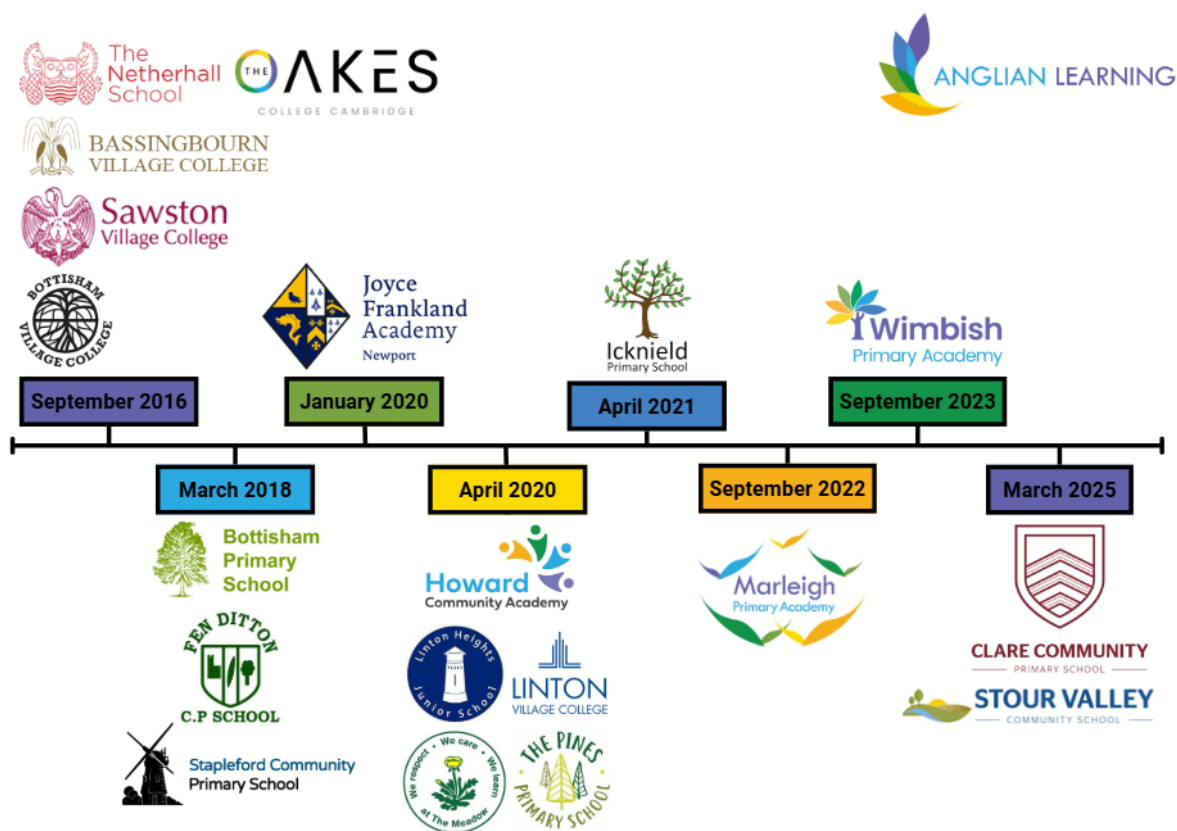 The
Netherhall
School
THE OAKES
COLLEGE CAMBRIDGE
ANGLIAN LEARNING
BASSINGBOURN
VILLAGE COLLEGE
Sawston
Village College
BOTTISHAM
VILLAGE COLLEGE
Joyce
Frankland
Academy
Newport
Icknield
Primary School
Wimbish
Primary Academy
September 2016
January 2020
April 2021
September 2023
March 2018
April 2020
September 2022
March 2025
Bottisham
Primary
School
FEN DITTON
C.P SCHOOL
Stapleford Community
Primary School
Howard
Community Academy
Linton Heights
Junior School
LINTON
VILLAGE COLLEGE
We respect • We care • We learn
at The Meadow
THE PINES
PRIMARY SCHOOL
Marleigh
Primary Academy
CLARE COMMUNITY
PRIMARY SCHOOL
STOUR VALLEY
COMMUNITY SCHOOL